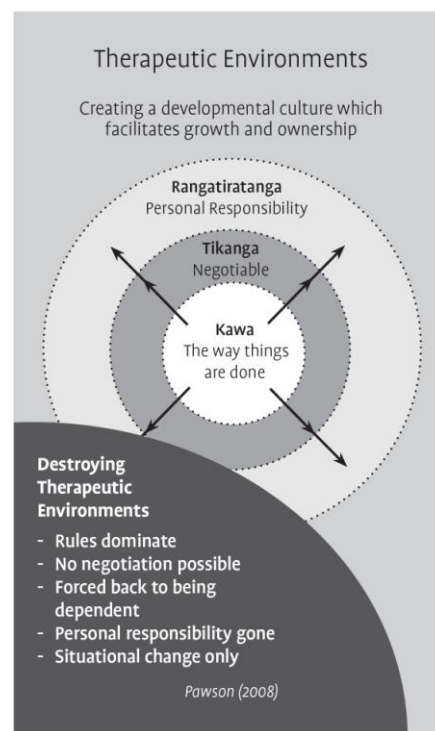 Therapeutic Environments
Creating a developmental culture which
facilitates growth and ownership
Rangatiratanga
Personal Responsibility
Tikanga
Negotiable
Kawa
The way things
are done
Destroying
Therapeutic
Environments
- Rules dominate
- No negotiation possible
- Forced back to being
dependent
- Personal responsibility gone
- Situational change only
Pawson (2008)